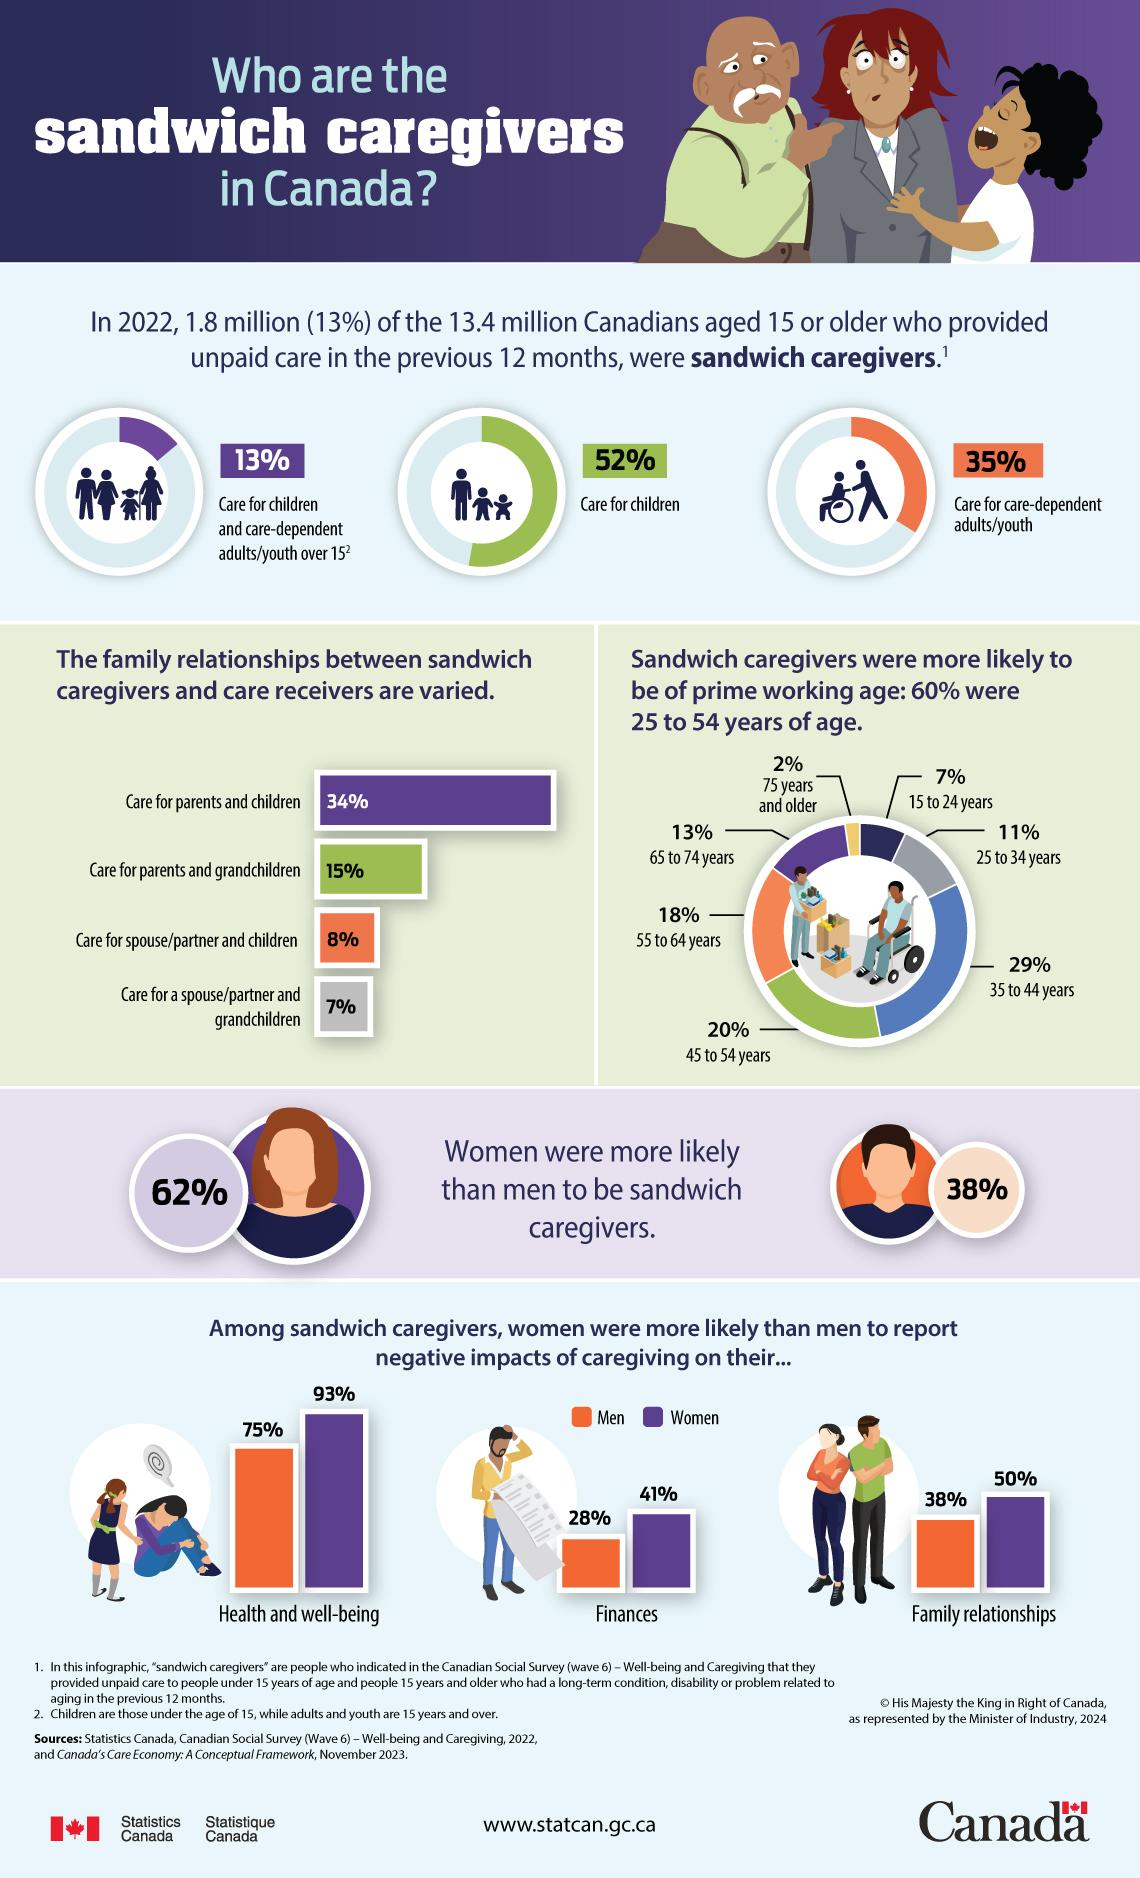 Who are the
sandwich caregivers
in Canada?
In 2022, 1.8 million (13%) of the 13.4 million Canadians aged 15 or older who provided
unpaid care in the previous 12 months, were sandwich caregivers.1
13%
Care for children
and care-dependent
adults/youth over 152
52%
Care for children
35%
Care for care-dependent
adults/youth
The family relationships between sandwich
caregivers and care receivers are varied.
Care for parents and children
34%
Care for parents and grandchildren
15%
Care for spouse/partner and children
8%
Care for a spouse/partner and
grandchildren
7%
Sandwich caregivers were more likely to
be of prime working age: 60% were
25 to 54 years of age.
2%
75 years
and older
7%
15 to 24 years
13%
65 to 74 years
11%
25 to 34 years
18%
55 to 64 years
29%
35 to 44 years
20%
45 to 54 years
62%
Women were more likely
than men to be sandwich
caregivers.
38%
Among sandwich caregivers, women were more likely than men to report
negative impacts of caregiving on their...
Men
Women
75%
93%
Health and well-being
28%
41%
Finances
38%
50%
Family relationships
1. In this infographic, “sandwich caregivers” are people who indicated in the Canadian Social Survey (wave 6) – Well-being and Caregiving that they
provided unpaid care to people under 15 years of age and people 15 years and older who had a long-term condition, disability or problem related to
aging in the previous 12 months.
2. Children are those under the age of 15, while adults and youth are 15 years and over.
Sources: Statistics Canada, Canadian Social Survey (Wave 6) – Well-being and Caregiving, 2022,
and Canada’s Care Economy: A Conceptual Framework, November 2023.
© His Majesty the King in Right of Canada,
as represented by the Minister of Industry, 2024
Statistics
Canada
Statistique
Canada
www.statcan.gc.ca
Canada